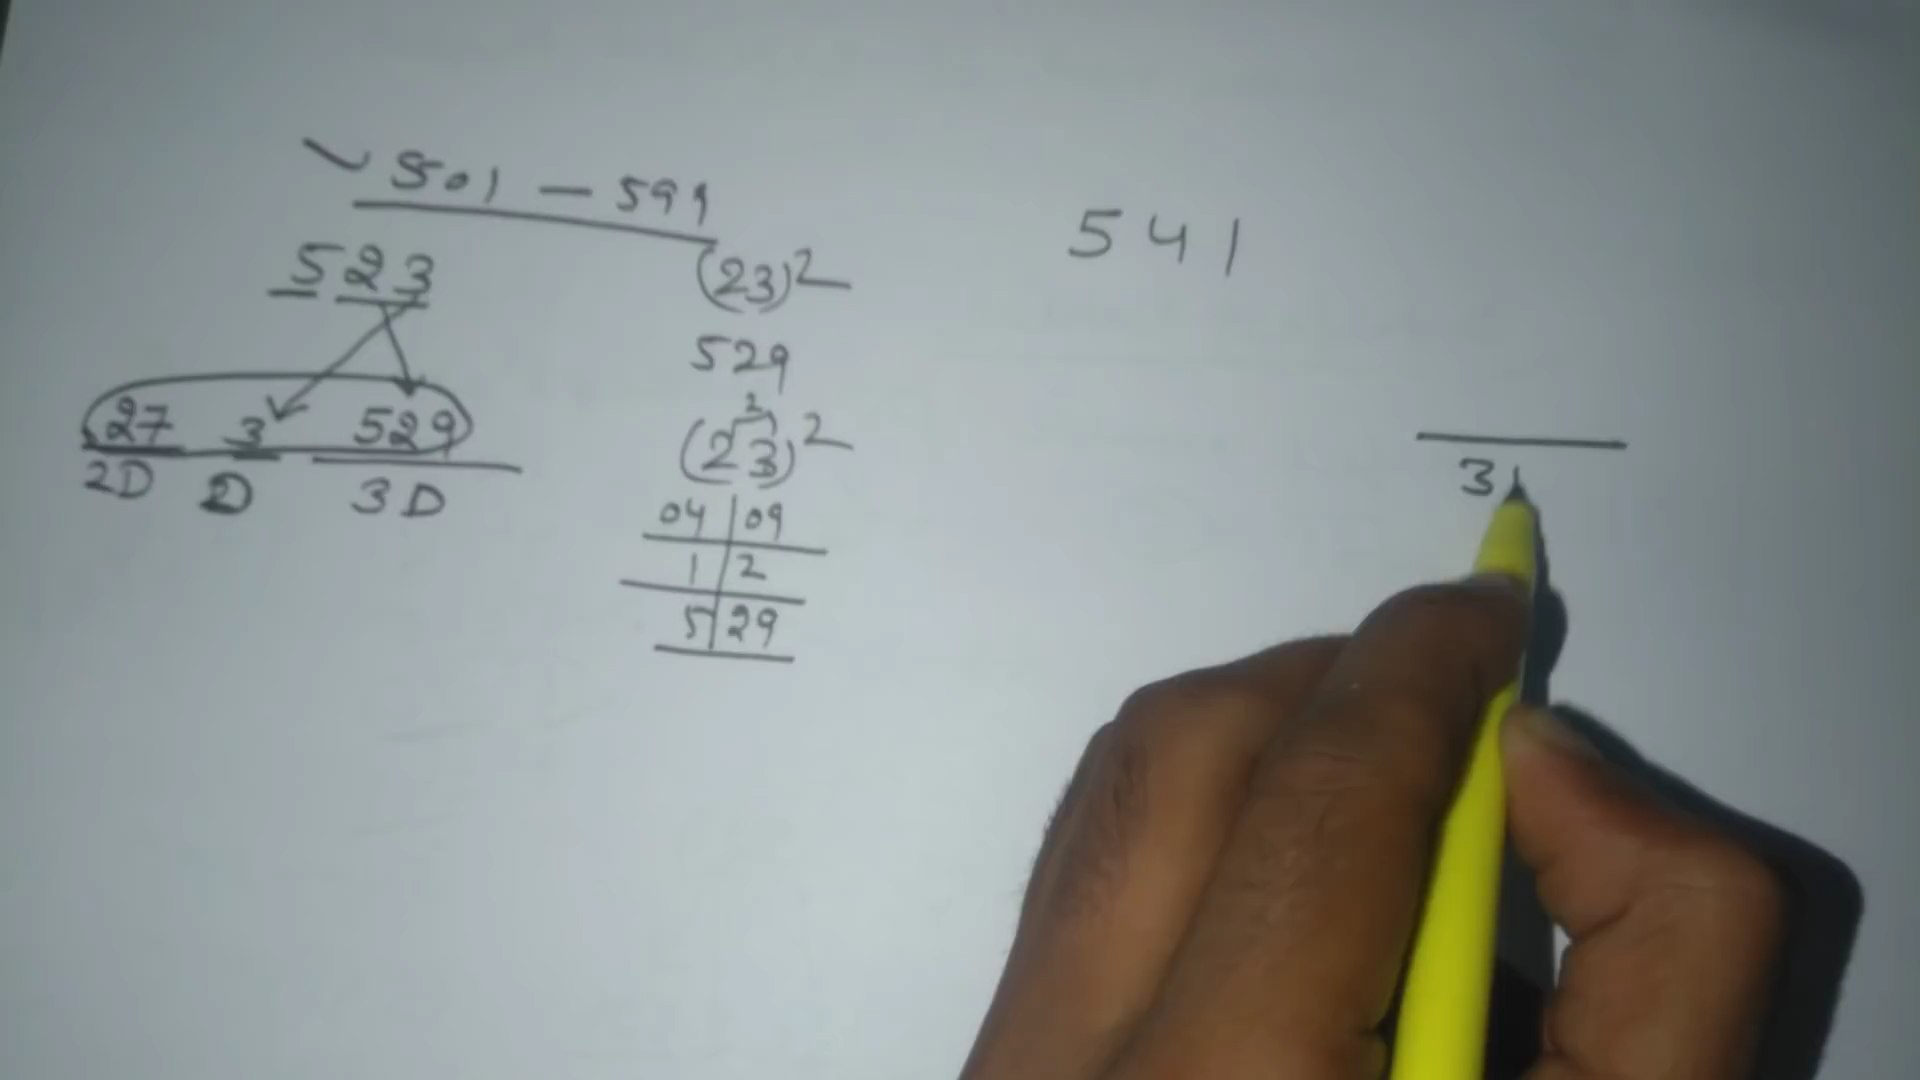 501 — 599
523
27 3 529
2D D 3D
(23)²
529
2
(23)²
04 | 09
1 | 2
5 | 29
541
3